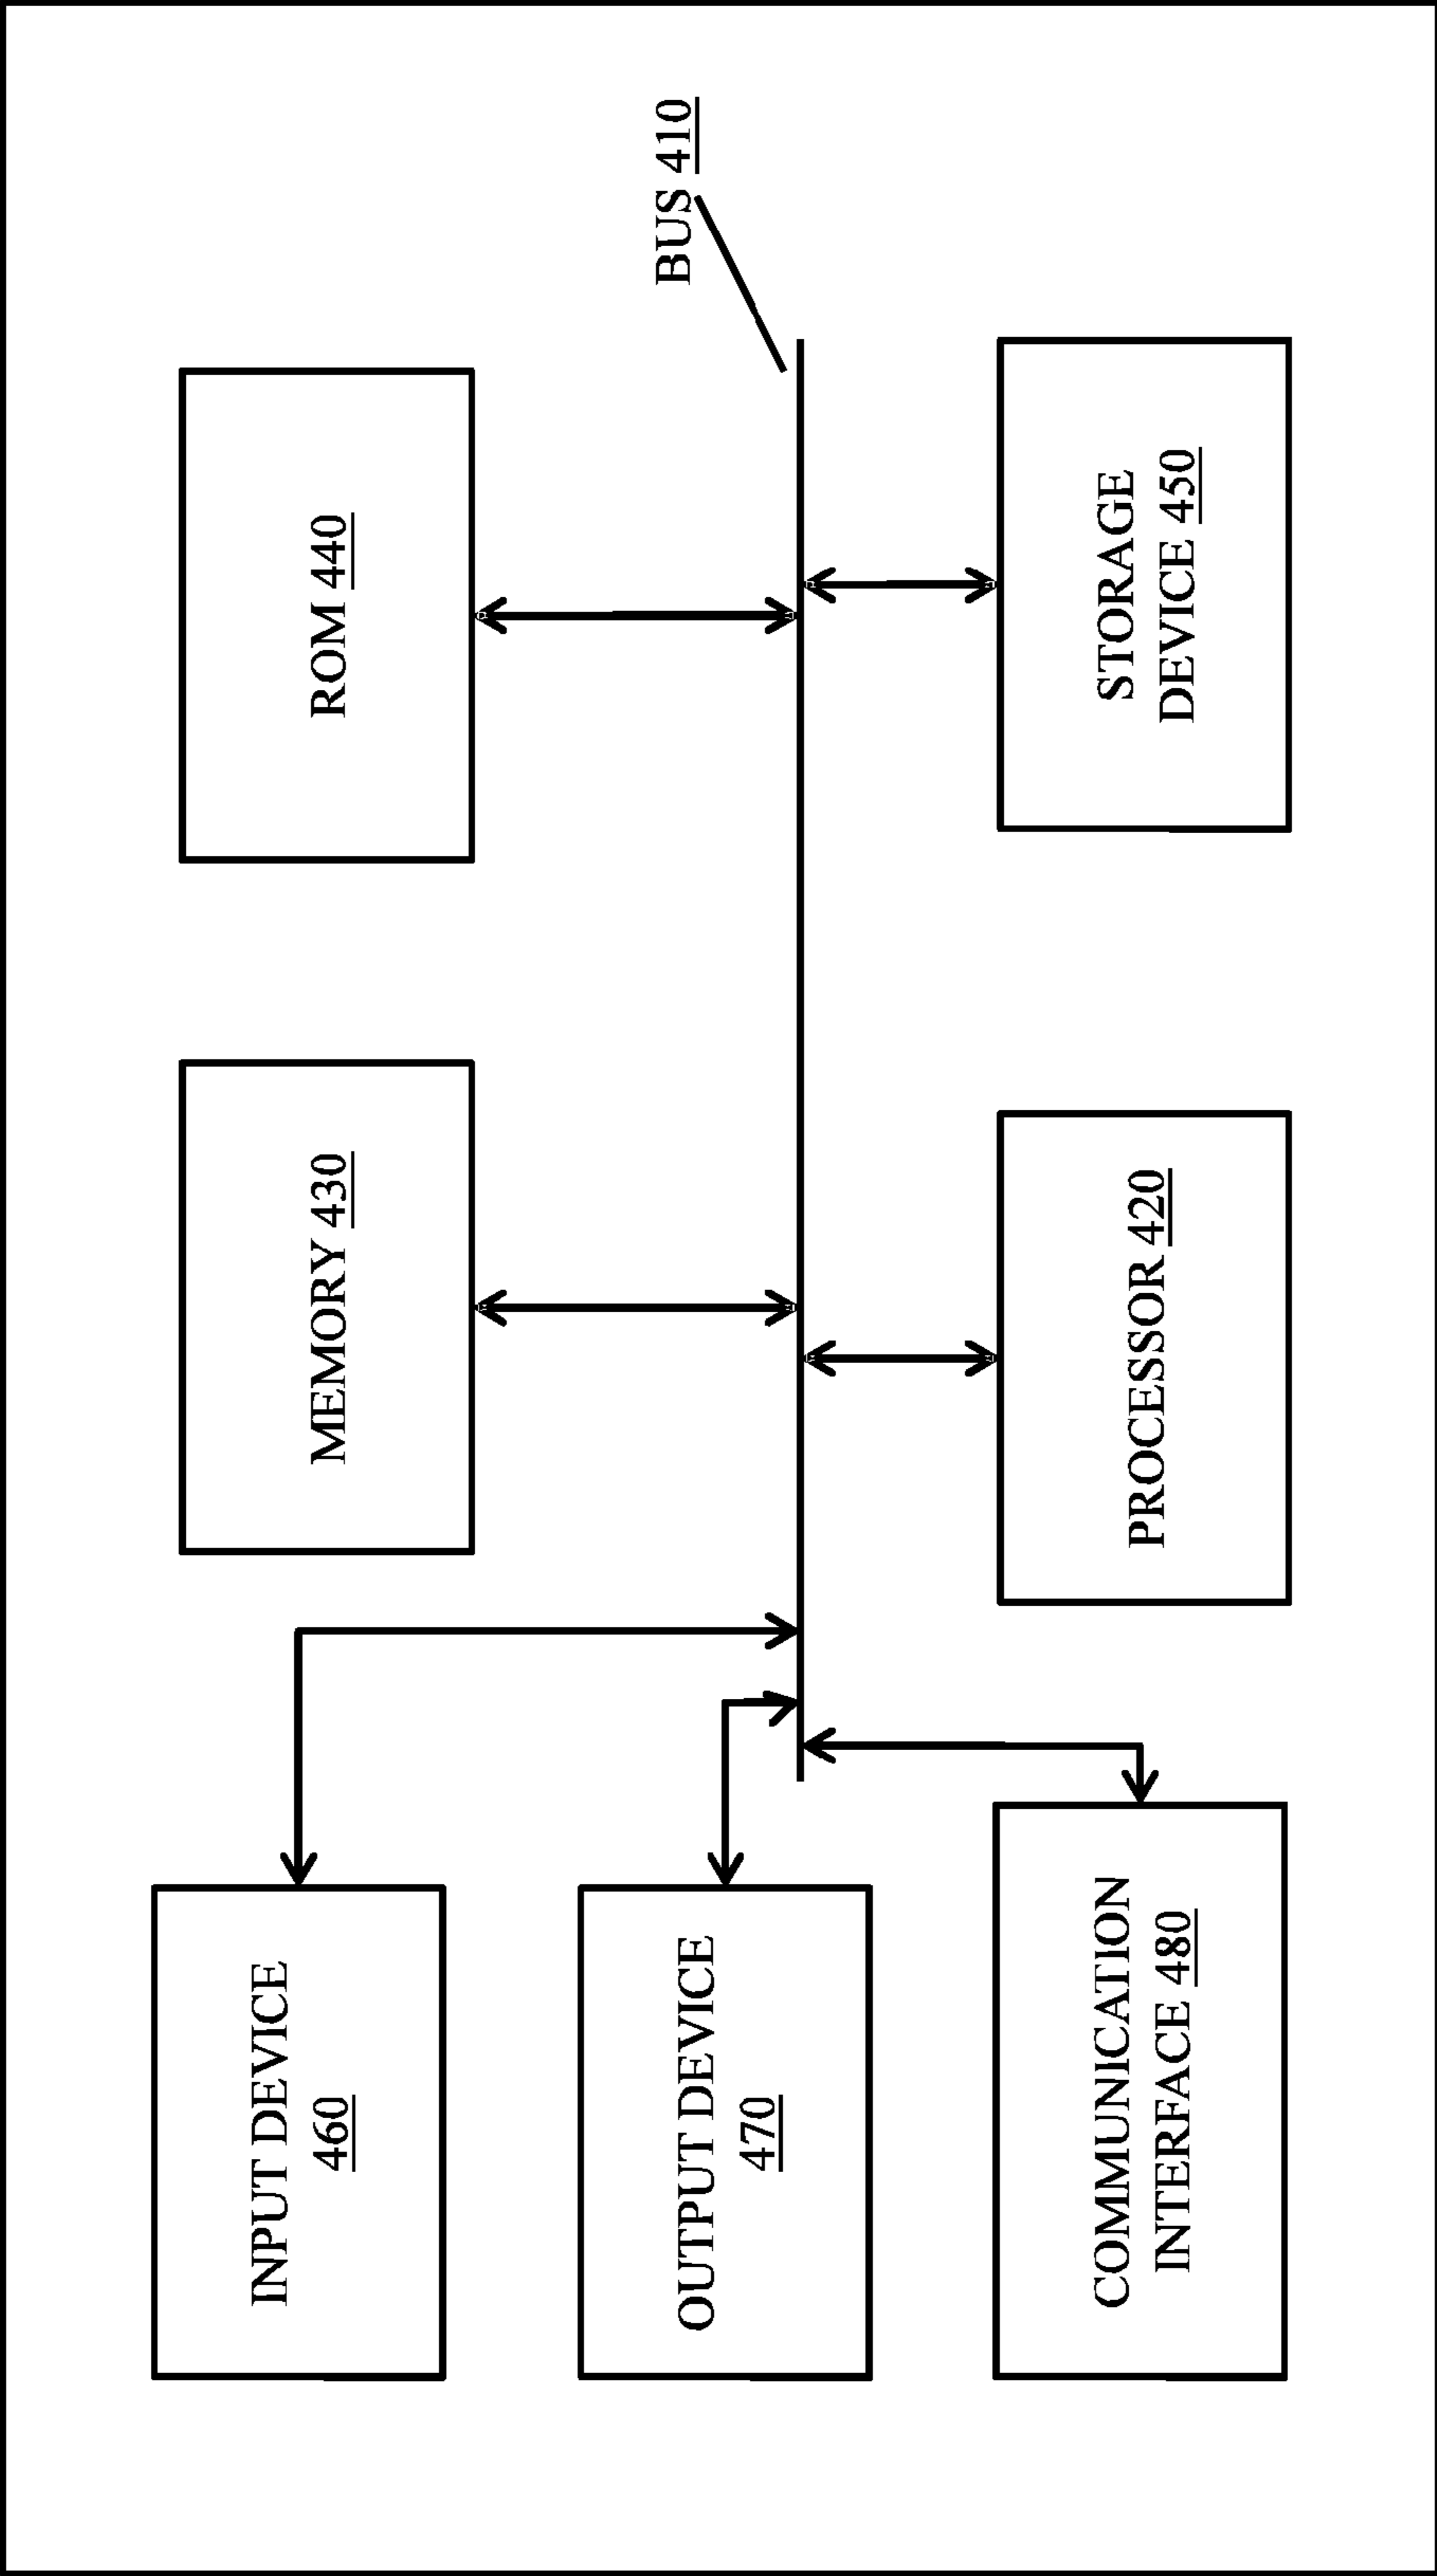 INPUT DEVICE
460
MEMORY 430
ROM 440
BUS 410
OUTPUT DEVICE
470
COMMUNICATION
INTERFACE 480
PROCESSOR 420
STORAGE
DEVICE 450